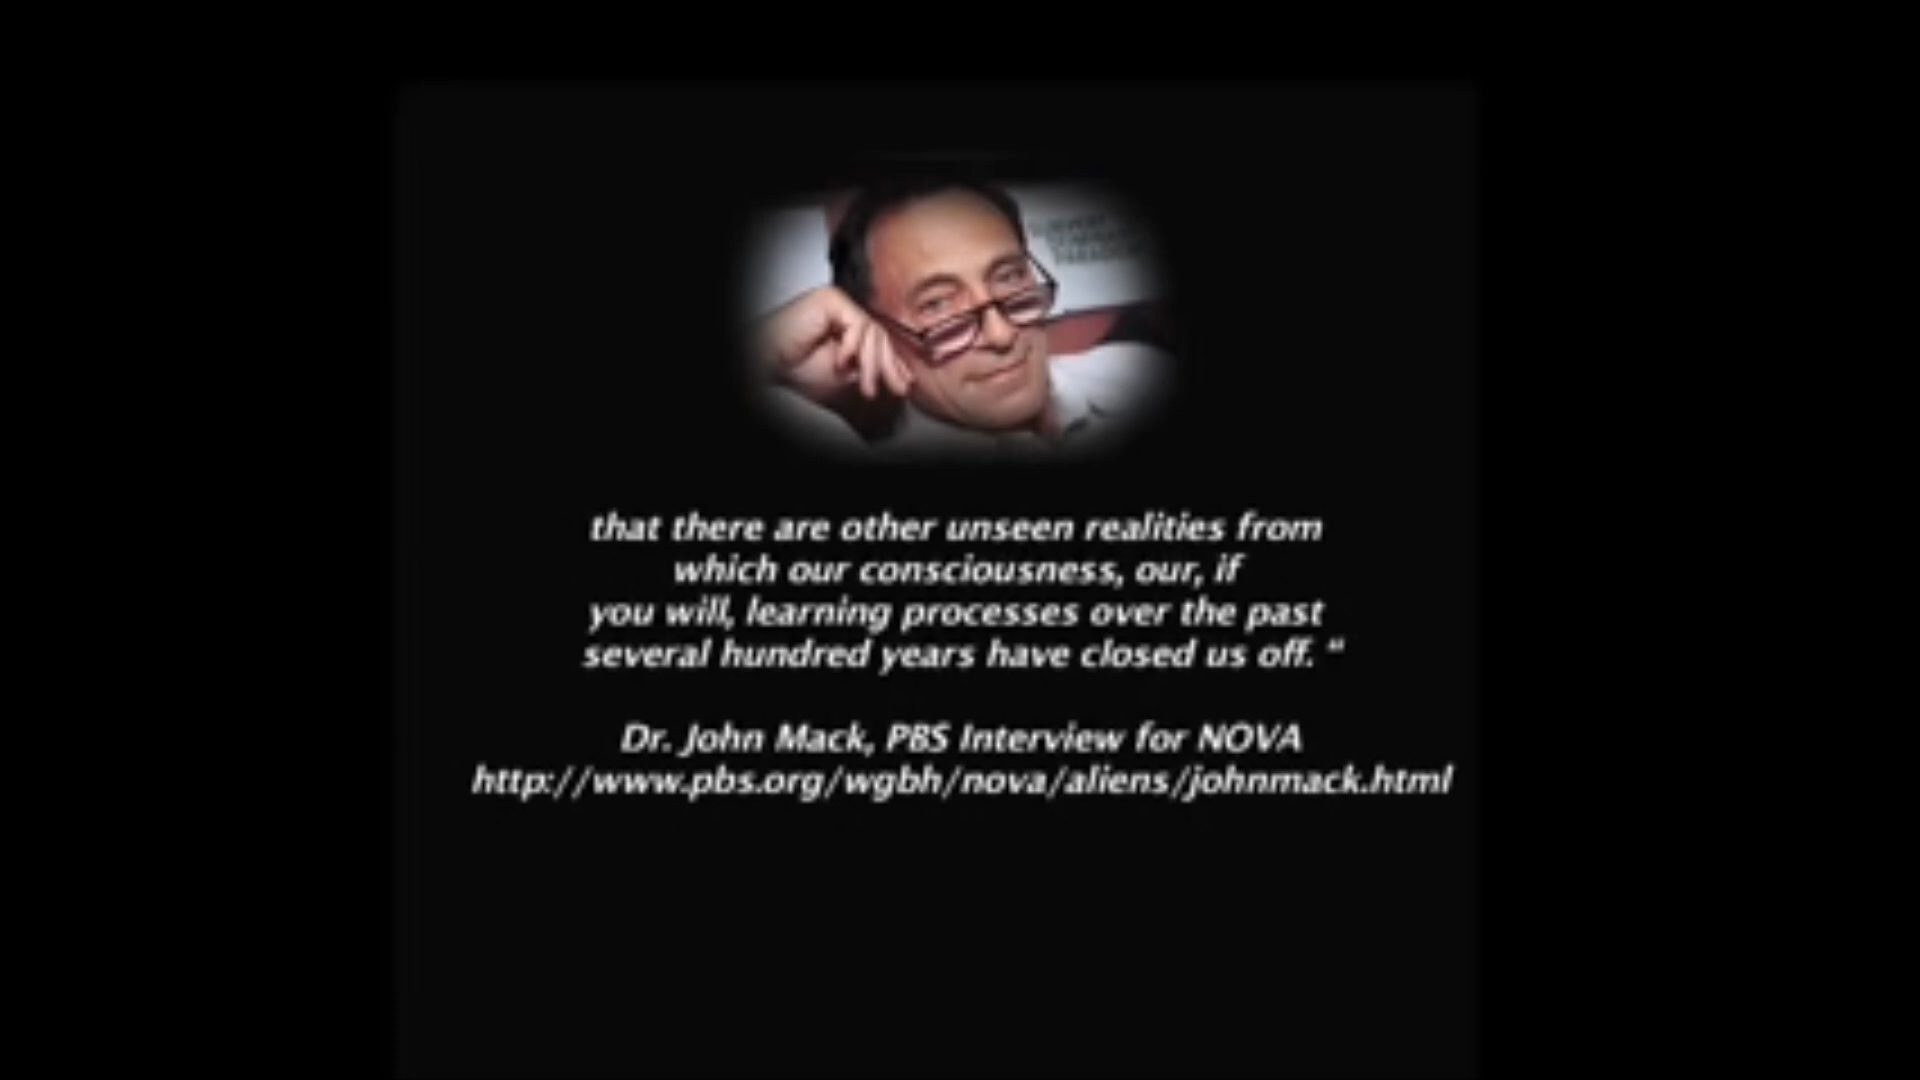 that there are other unseen realities from
which our consciousness, our, if
you will, learning processes over the past
several hundred years have closed us off. "

Dr. John Mack, PBS Interview for NOVA
http://www.pbs.org/wgbh/nova/aliens/johnmack.html